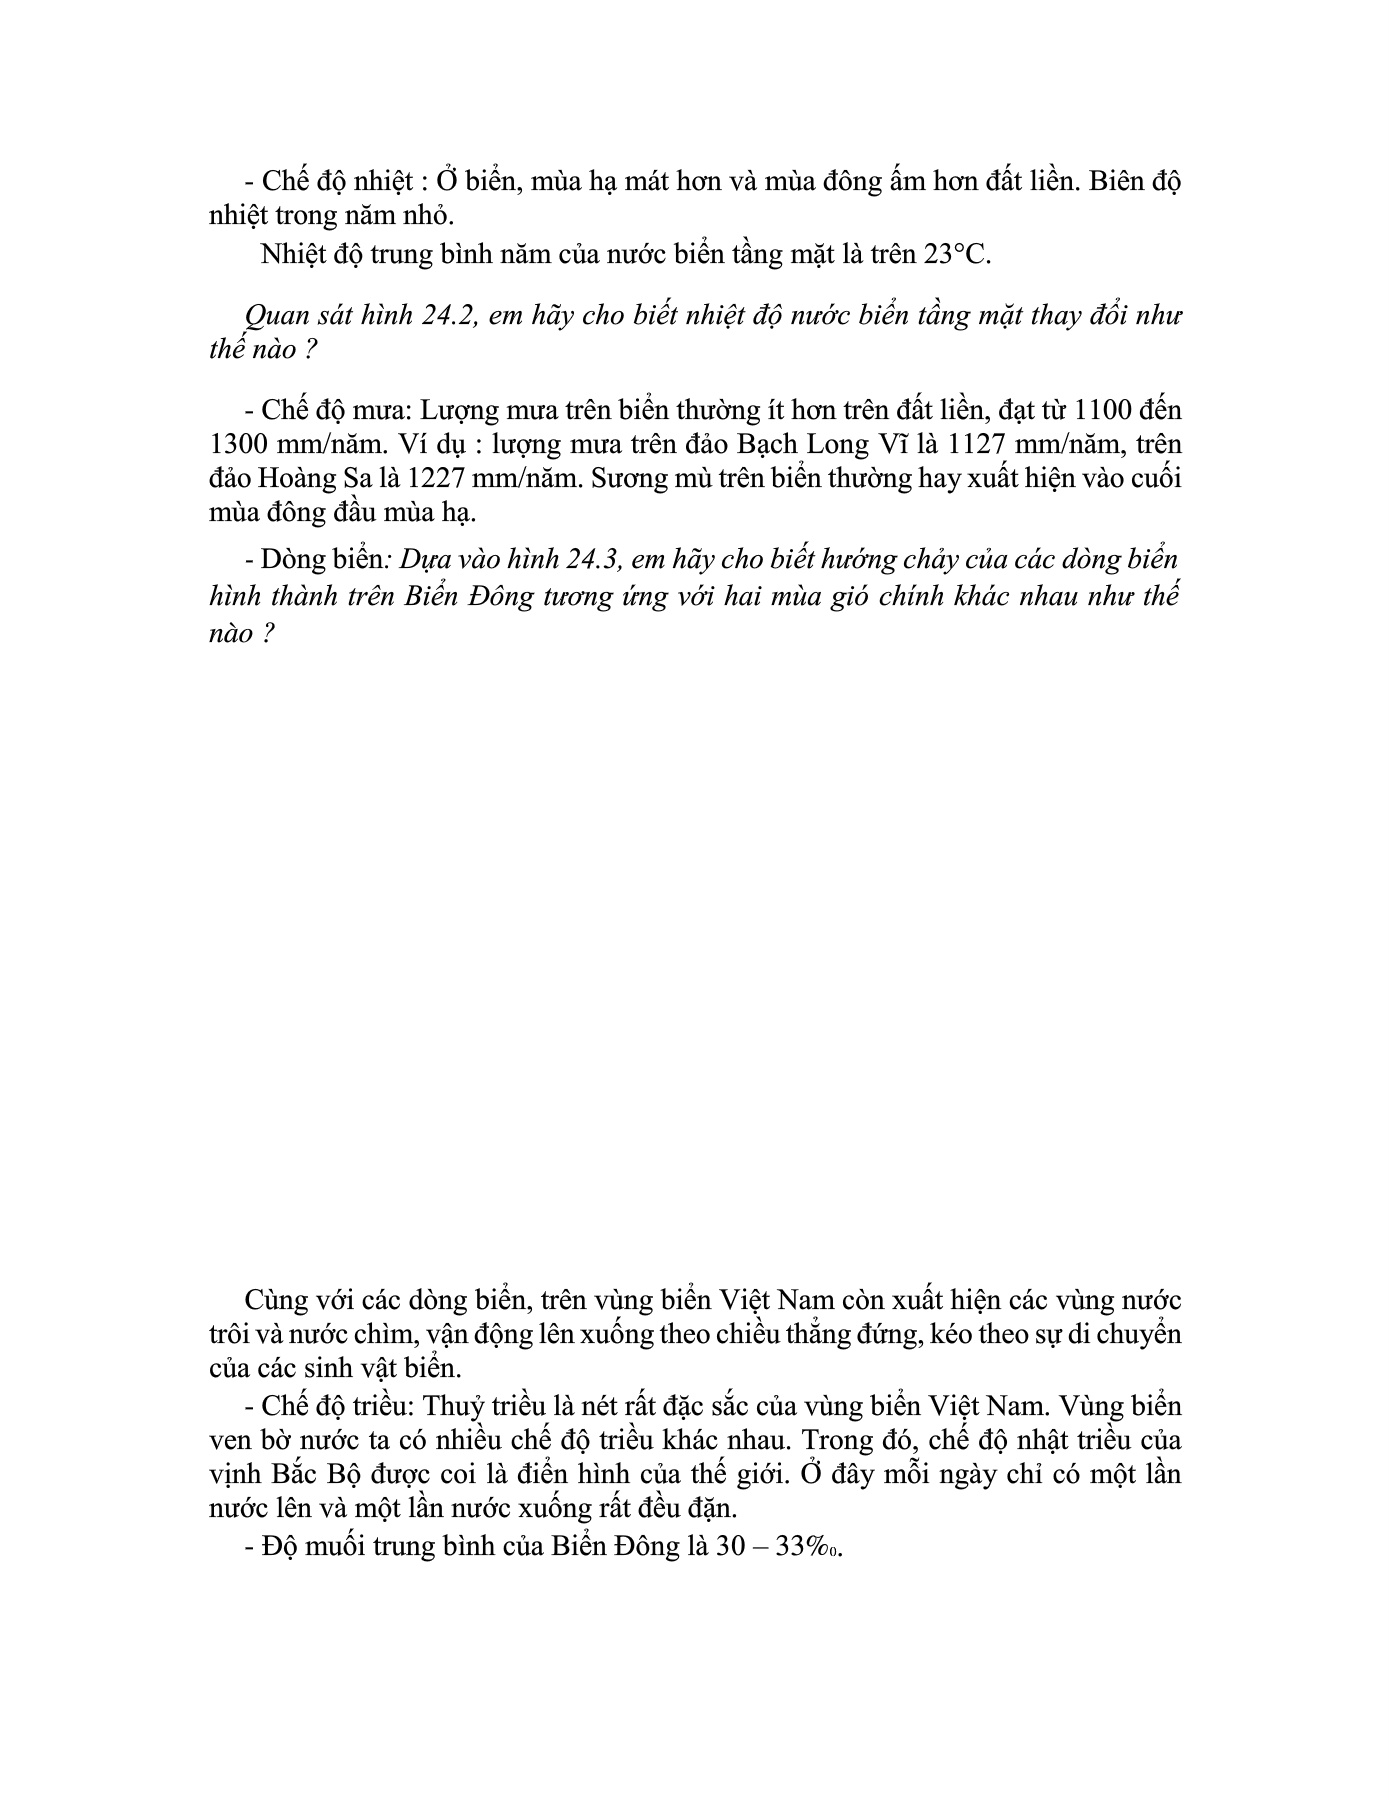 - Chế độ nhiệt : Ở biển, mùa hạ mát hơn và mùa đông ấm hơn đất liền. Biên độ
nhiệt trong năm nhỏ.
Nhiệt độ trung bình năm của nước biển tầng mặt là trên 23°C.
Quan sát hình 24.2, em hãy cho biết nhiệt độ nước biển tầng mặt thay đổi như
thế nào ?
- Chế độ mưa: Lượng mưa trên biển thường ít hơn trên đất liền, đạt từ 1100 đến
1300 mm/năm. Ví dụ : lượng mưa trên đảo Bạch Long Vĩ là 1127 mm/năm, trên
đảo Hoàng Sa là 1227 mm/năm. Sương mù trên biển thường hay xuất hiện vào cuối
mùa đông đầu mùa hạ.
- Dòng biển: Dựa vào hình 24.3, em hãy cho biết hướng chảy của các dòng biển
hình thành trên Biển Đông tương ứng với hai mùa gió chính khác nhau như thế
nào ?
Cùng với các dòng biển, trên vùng biển Việt Nam còn xuất hiện các vùng nước
trôi và nước chìm, vận động lên xuống theo chiều thẳng đứng, kéo theo sự di chuyển
của các sinh vật biển.
- Chế độ triều: Thuỷ triều là nét rất đặc sắc của vùng biển Việt Nam. Vùng biển
ven bờ nước ta có nhiều chế độ triều khác nhau. Trong đó, chế độ nhật triều của
vịnh Bắc Bộ được coi là điển hình của thế giới. Ở đây mỗi ngày chỉ có một lần
nước lên và một lần nước xuống rất đều đặn.
- Độ muối trung bình của Biển Đông là 30 – 33%₀.